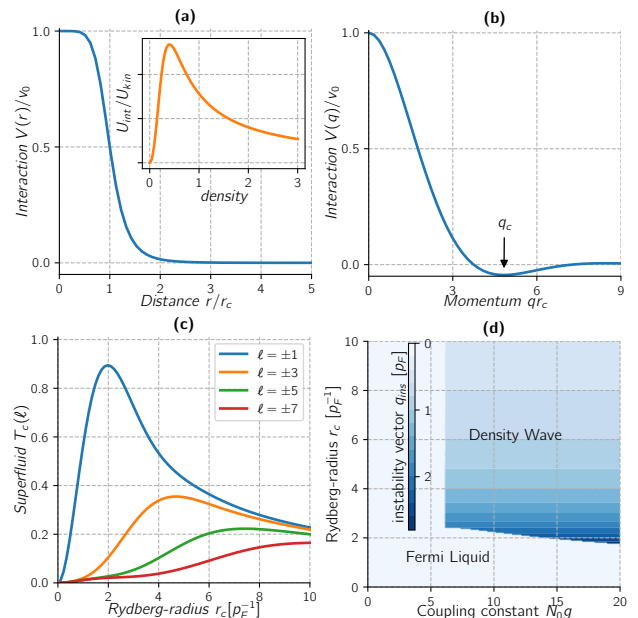 (a)
Interaction V(r)/v₀
1.0
0.5
0.0
0 1 2 3 4 5
Distance r/r_c
U_int/U_kin
0 1 2 3
density
(b)
Interaction V(q)/v₀
1.0
0.5
0.0
q_c
0 3 6 9
Momentum qr_c
(c)
Superfluid T_c(ℓ)
1.0
0.8
0.6
0.4
0.2
0.0
ℓ = ±1
ℓ = ±3
ℓ = ±5
ℓ = ±7
0 2 4 6 8 10
Rydberg-radius r_c[p_F⁻¹]
(d)
Rydberg-radius r_c [p_F⁻¹]
10
8
6
4
2
0
instability vector q_ins [p_F]
0
1
2
Density Wave
Fermi Liquid
0 5 10 15 20
Coupling constant N₀g